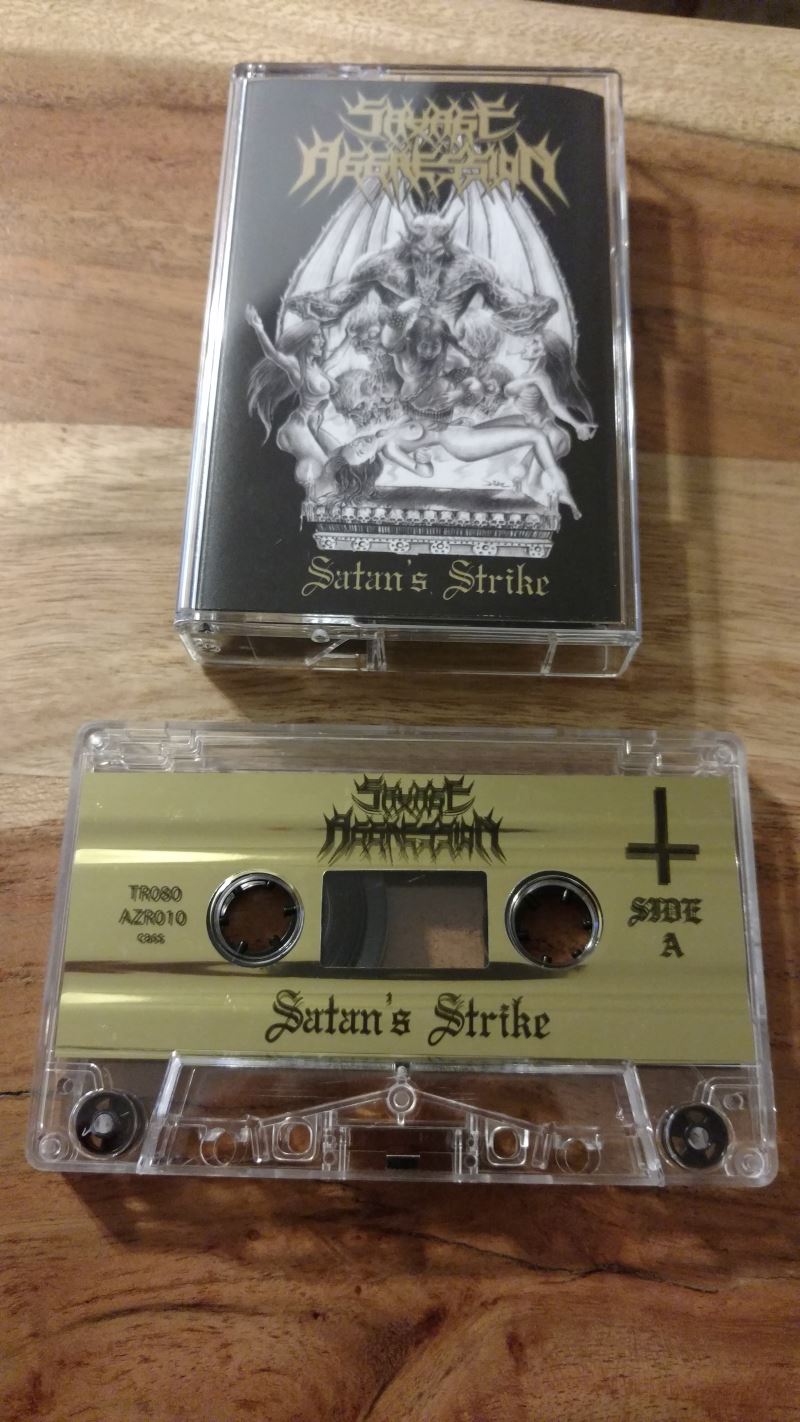 SAVAGE
AGGRESSION
Satan's Strike
SAVAGE
AGGRESSION
TR080
AZR010
cass
SIDE
A
Satan's Strike